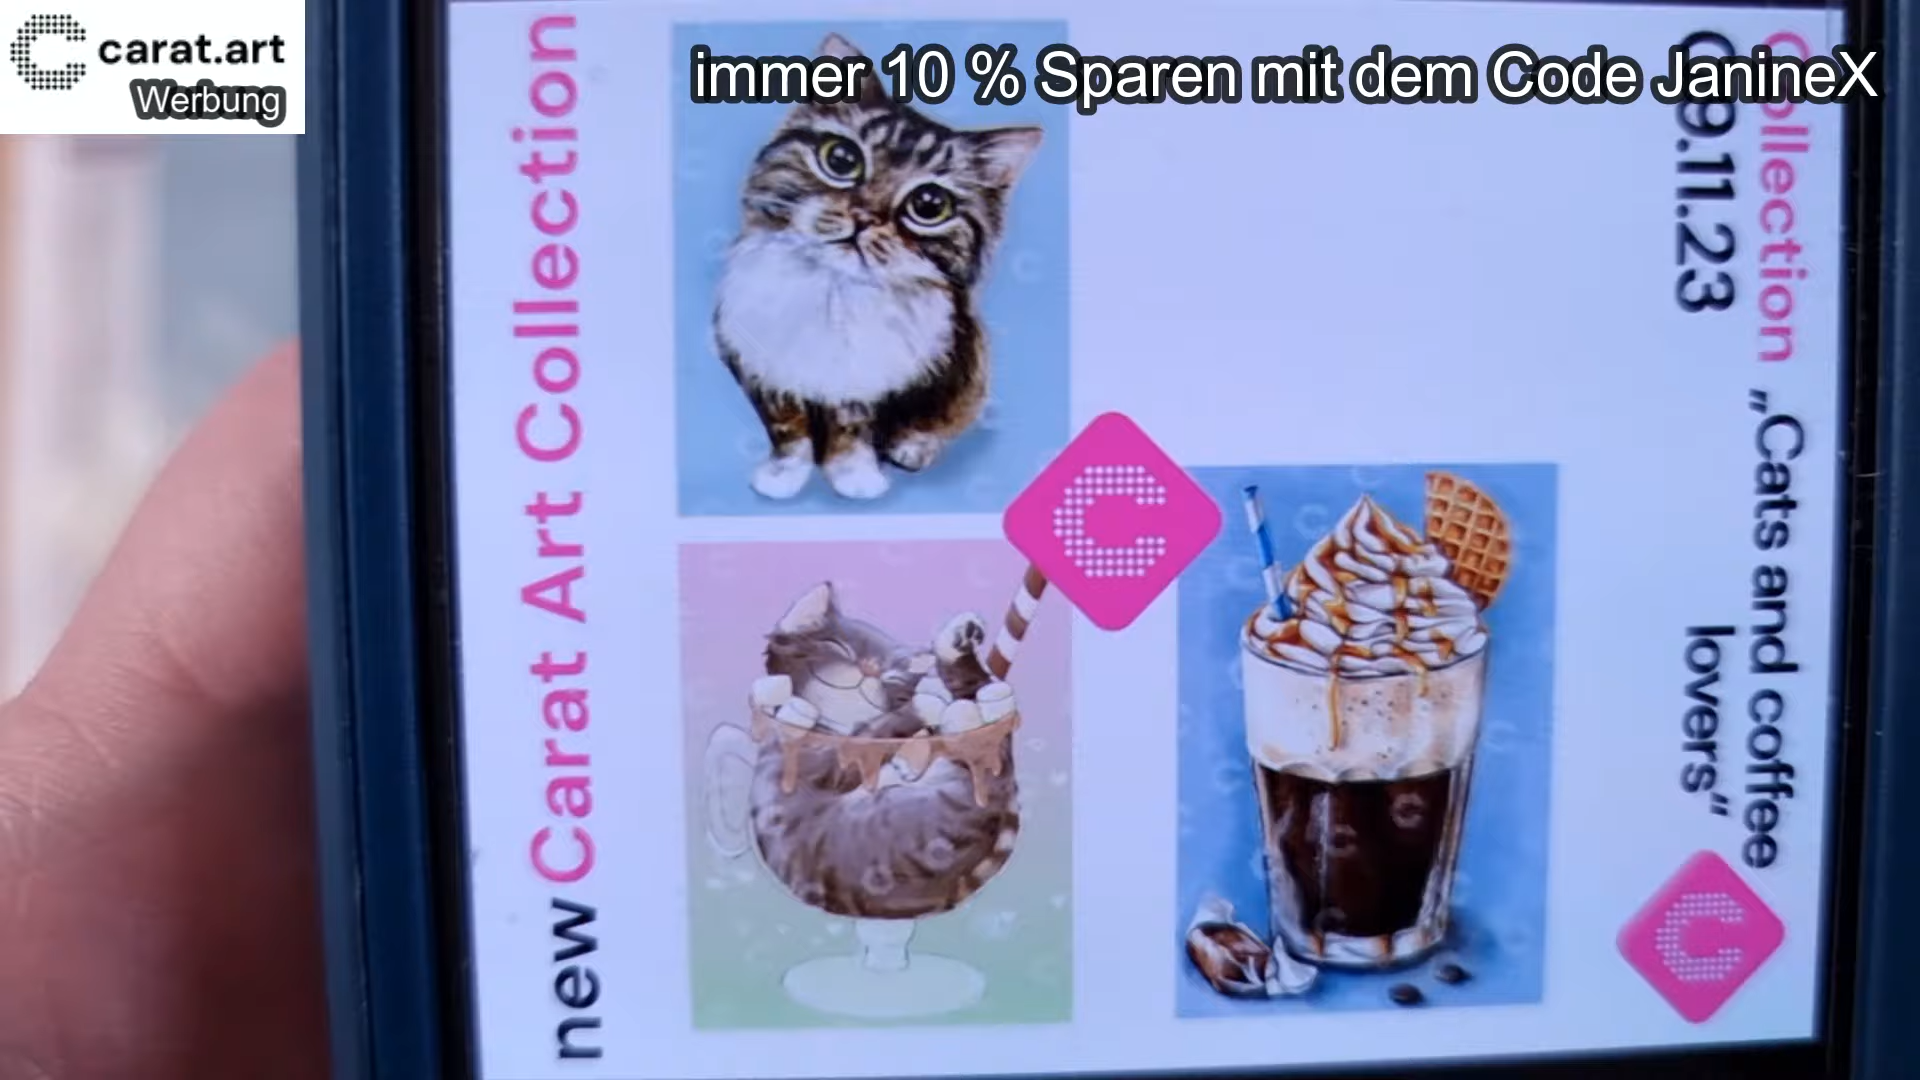 carat.art
Werbung
immer 10 % Sparen mit dem Code JanineX
new Carat Art Collection
Collection „Cats and coffee
lovers“
09.11.23